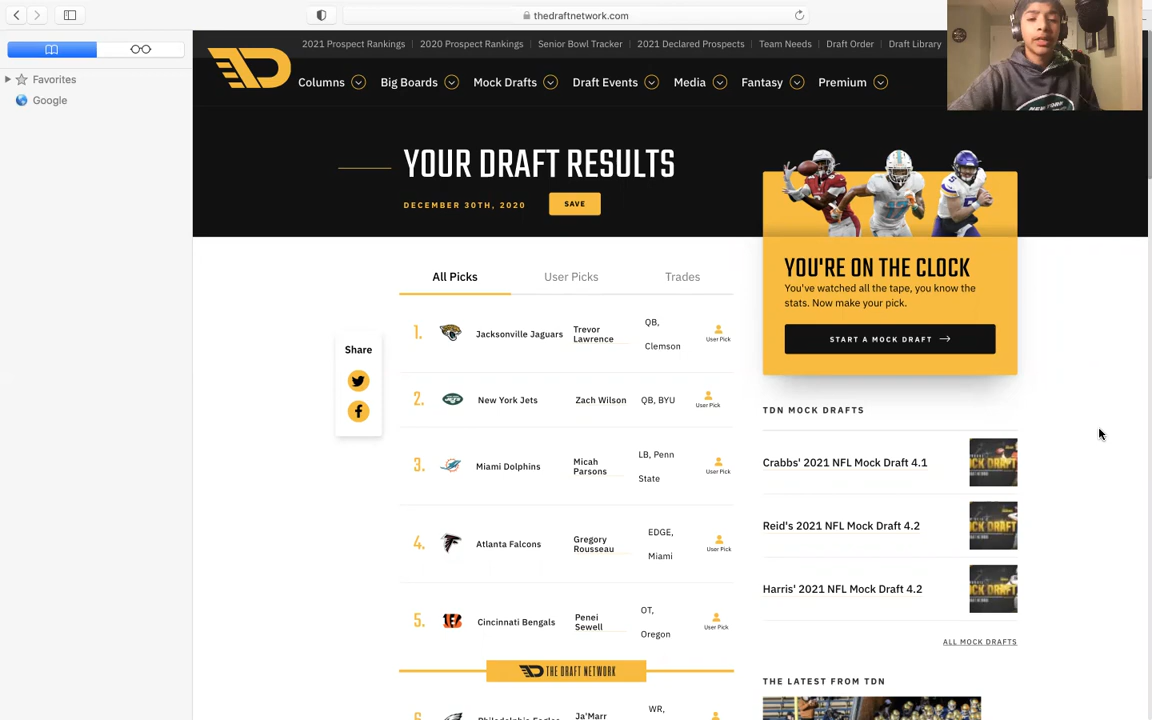 thedraftnetwork.com
Favorites
Google
2021 Prospect Rankings
2020 Prospect Rankings
Senior Bowl Tracker
2021 Declared Prospects
Team Needs
Draft Order
Draft Library
Columns
Big Boards
Mock Drafts
Draft Events
Media
Fantasy
Premium
YOUR DRAFT RESULTS
DECEMBER 30TH, 2020
SAVE
All Picks
User Picks
Trades
Share
1.
Jacksonville Jaguars
Trevor
Lawrence
QB,
Clemson
User Pick
2.
New York Jets
Zach Wilson
QB, BYU
User Pick
3.
Miami Dolphins
Micah
Parsons
LB, Penn
State
User Pick
4.
Atlanta Falcons
Gregory
Rousseau
EDGE,
Miami
User Pick
5.
Cincinnati Bengals
Penei
Sewell
OT,
Oregon
User Pick
THE DRAFT NETWORK
6.
Philadelphia Eagles
Ja'Marr
WR,
YOU'RE ON THE CLOCK
You've watched all the tape, you know the
stats. Now make your pick.
START A MOCK DRAFT
TDN MOCK DRAFTS
Crabbs' 2021 NFL Mock Draft 4.1
Reid's 2021 NFL Mock Draft 4.2
Harris' 2021 NFL Mock Draft 4.2
ALL MOCK DRAFTS
THE LATEST FROM TDN